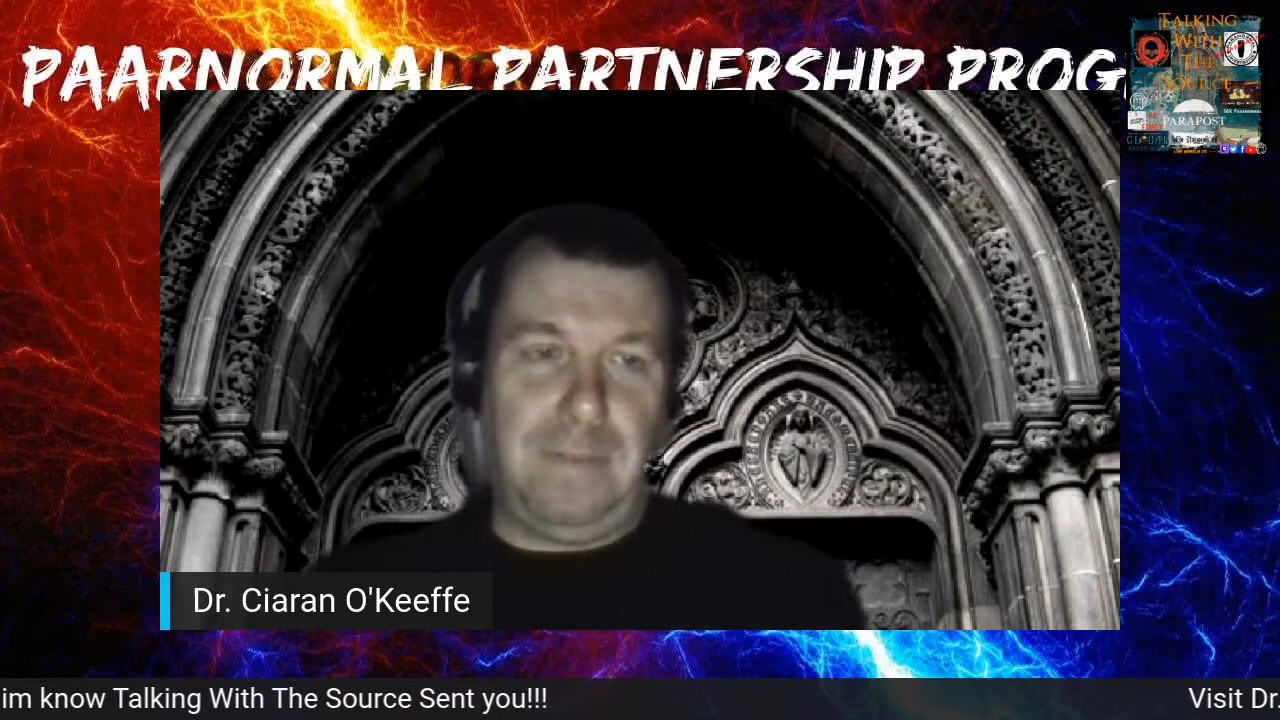 PAARNORMAL PARTNERSHIP PROG
TALKING
WITH
THE
SOURCE
PARAPOST
Dr. Ciaran O'Keeffe
im know Talking With The Source Sent you!!!
Visit Dr.